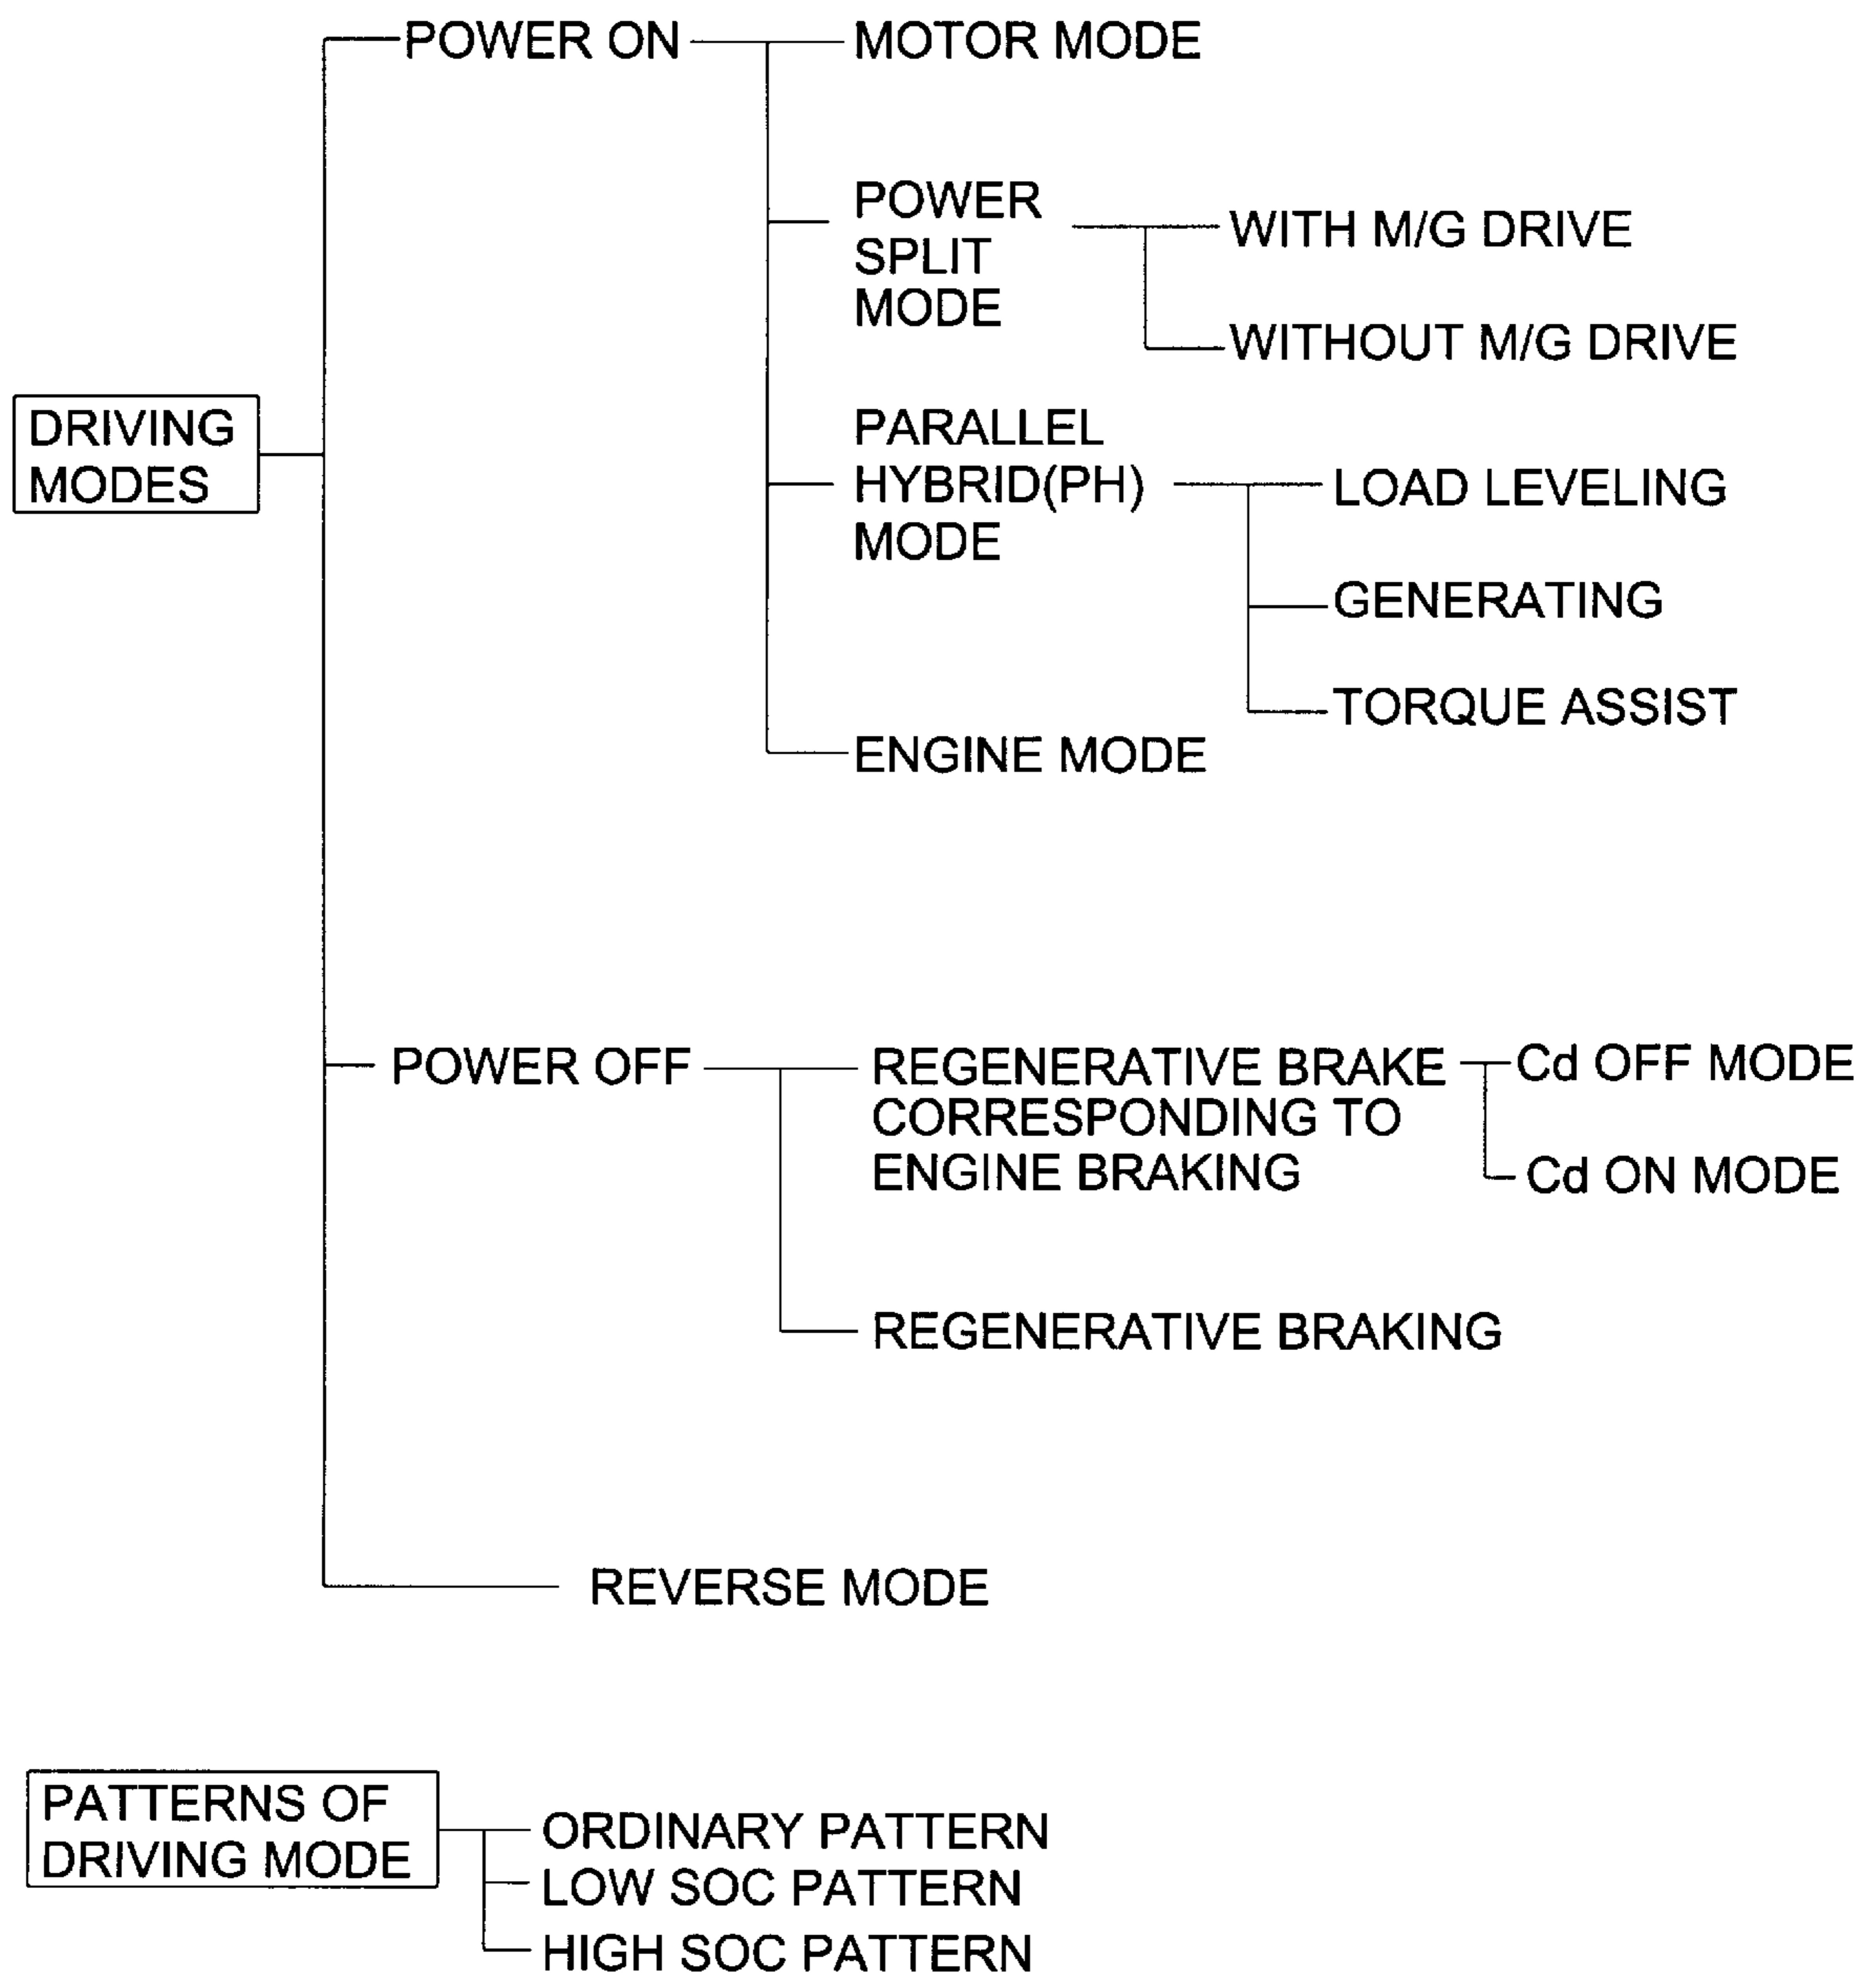 POWER ON
MOTOR MODE
POWER
SPLIT
MODE
WITH M/G DRIVE
WITHOUT M/G DRIVE
DRIVING
MODES
PARALLEL
HYBRID(PH)
MODE
LOAD LEVELING
GENERATING
TORQUE ASSIST
ENGINE MODE
POWER OFF
REGENERATIVE BRAKE
CORRESPONDING TO
ENGINE BRAKING
Cd OFF MODE
Cd ON MODE
REGENERATIVE BRAKING
REVERSE MODE
PATTERNS OF
DRIVING MODE
ORDINARY PATTERN
LOW SOC PATTERN
HIGH SOC PATTERN